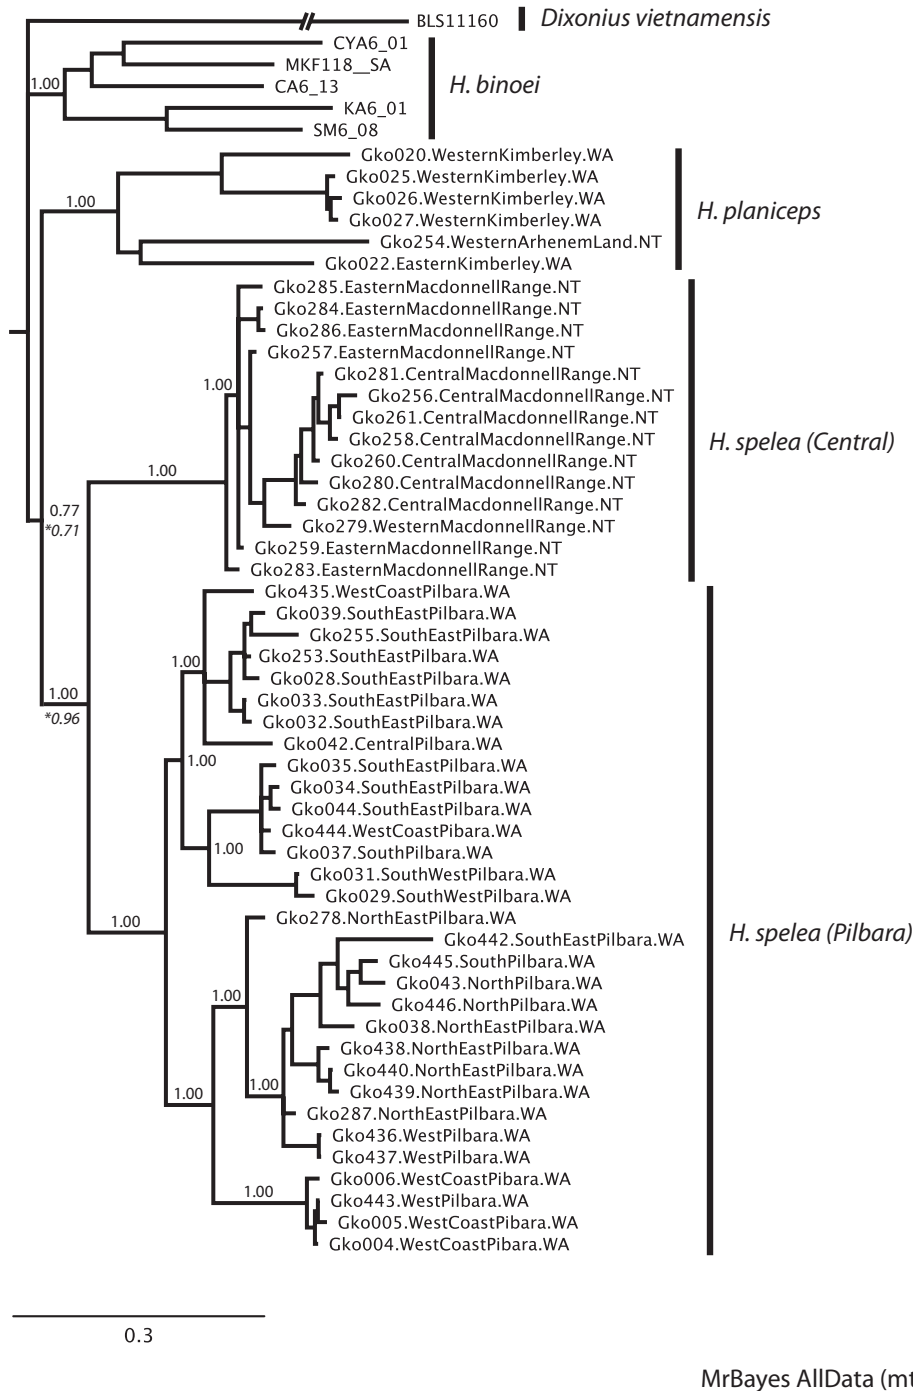 BLS11160
Dixonius vietnamensis
CYA6_01
MKF118__SA
1.00
CA6_13
H. binoei
KA6_01
SM6_08
Gko020.WesternKimberley.WA
Gko025.WesternKimberley.WA
1.00
Gko026.WesternKimberley.WA
H. planiceps
Gko027.WesternKimberley.WA
Gko254.WesternArhenemLand.NT
Gko022.EasternKimberley.WA
Gko285.EasternMacdonnellRange.NT
Gko284.EasternMacdonnellRange.NT
Gko286.EasternMacdonnellRange.NT
Gko257.EasternMacdonnellRange.NT
Gko281.CentralMacdonnellRange.NT
1.00
Gko256.CentralMacdonnellRange.NT
Gko261.CentralMacdonnellRange.NT
Gko258.CentralMacdonnellRange.NT
H. spelea (Central)
Gko260.CentralMacdonnellRange.NT
1.00
Gko280.CentralMacdonnellRange.NT
Gko282.CentralMacdonnellRange.NT
0.77
*0.71
Gko279.WesternMacdonnellRange.NT
Gko259.EasternMacdonnellRange.NT
Gko283.EasternMacdonnellRange.NT
Gko435.WestCoastPilbara.WA
Gko039.SouthEastPilbara.WA
Gko255.SouthEastPilbara.WA
1.00
Gko253.SouthEastPilbara.WA
Gko028.SouthEastPilbara.WA
1.00
*0.96
Gko033.SouthEastPilbara.WA
Gko032.SouthEastPilbara.WA
Gko042.CentralPilbara.WA
1.00
Gko035.SouthEastPilbara.WA
Gko034.SouthEastPilbara.WA
Gko044.SouthEastPilbara.WA
Gko444.WestCoastPibara.WA
1.00
Gko037.SouthPilbara.WA
Gko031.SouthWestPilbara.WA
Gko029.SouthWestPilbara.WA
1.00
Gko278.NorthEastPilbara.WA
H. spelea (Pilbara)
Gko442.SouthEastPilbara.WA
Gko445.SouthPilbara.WA
Gko043.NorthPilbara.WA
1.00
Gko446.NorthPilbara.WA
Gko038.NorthEastPilbara.WA
Gko438.NorthEastPilbara.WA
Gko440.NorthEastPilbara.WA
1.00
1.00
Gko439.NorthEastPilbara.WA
Gko287.NorthEastPilbara.WA
Gko436.WestPilbara.WA
Gko437.WestPilbara.WA
Gko006.WestCoastPibara.WA
1.00
Gko443.WestPilbara.WA
Gko005.WestCoastPibara.WA
Gko004.WestCoastPibara.WA
0.3
MrBayes AllData (mt